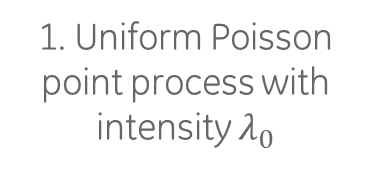 1. Uniform Poisson
point process with
intensity λ₀